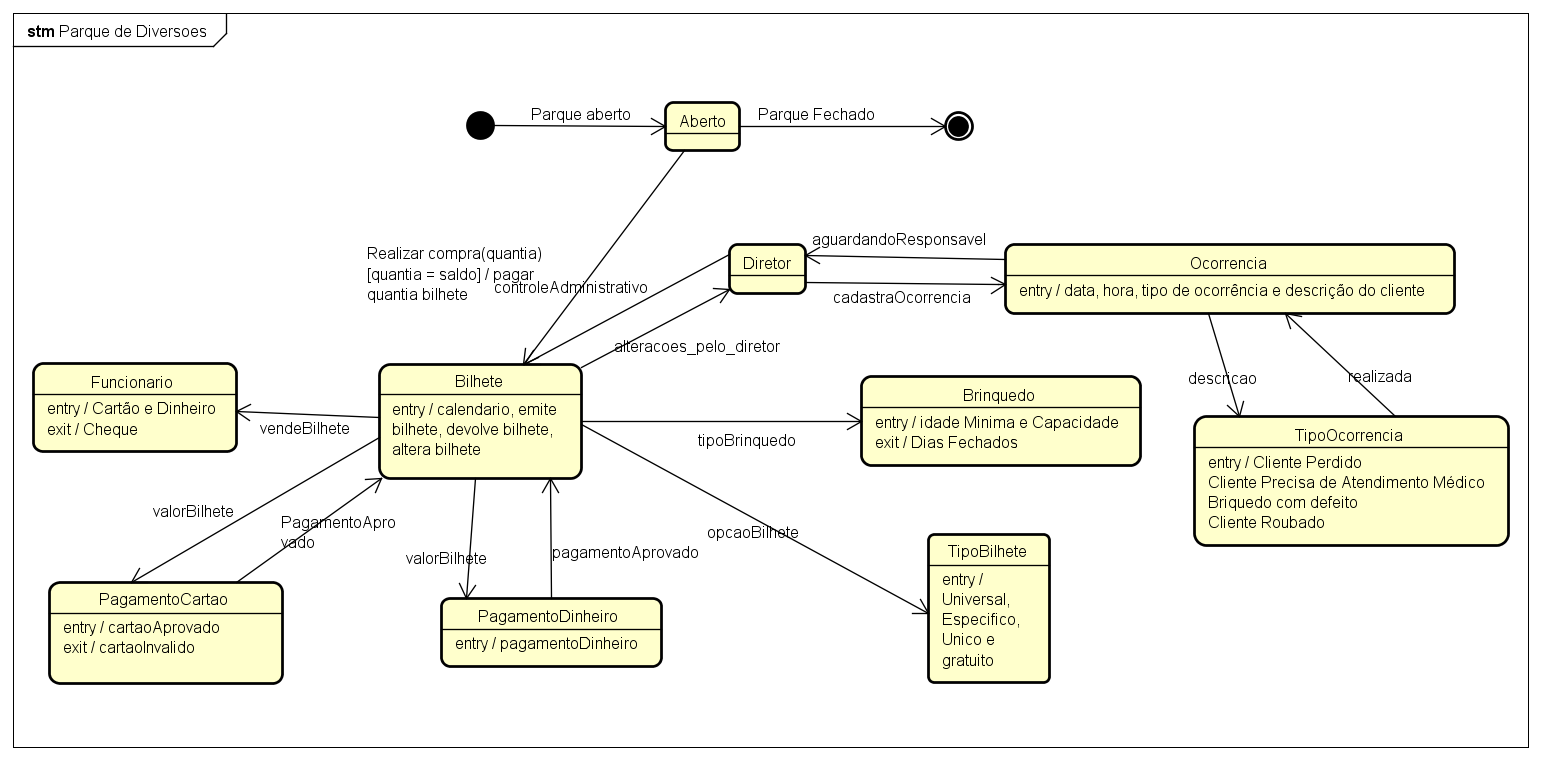 stm Parque de Diversoes
Parque aberto
Aberto
Parque Fechado
Realizar compra(quantia)
[quantia = saldo] / pagar
quantia bilhete
controleAdministrativo
Diretor
aguardandoResponsavel
cadastraOcorrencia
Ocorrencia
entry / data, hora, tipo de ocorrência e descrição do cliente
alteracoes_pelo_diretor
Funcionario
entry / Cartão e Dinheiro
exit / Cheque
vendeBilhete
Bilhete
entry / calendario, emite
bilhete, devolve bilhete,
altera bilhete
tipoBrinquedo
Brinquedo
entry / idade Minima e Capacidade
exit / Dias Fechados
descricao
realizada
TipoOcorrencia
entry / Cliente Perdido
Cliente Precisa de Atendimento Médico
Briquedo com defeito
Cliente Roubado
valorBilhete
PagamentoApro
vado
valorBilhete
pagamentoAprovado
opcaoBilhete
TipoBilhete
entry /
Universal,
Especifico,
Unico e
gratuito
PagamentoCartao
entry / cartaoAprovado
exit / cartaoInvalido
PagamentoDinheiro
entry / pagamentoDinheiro